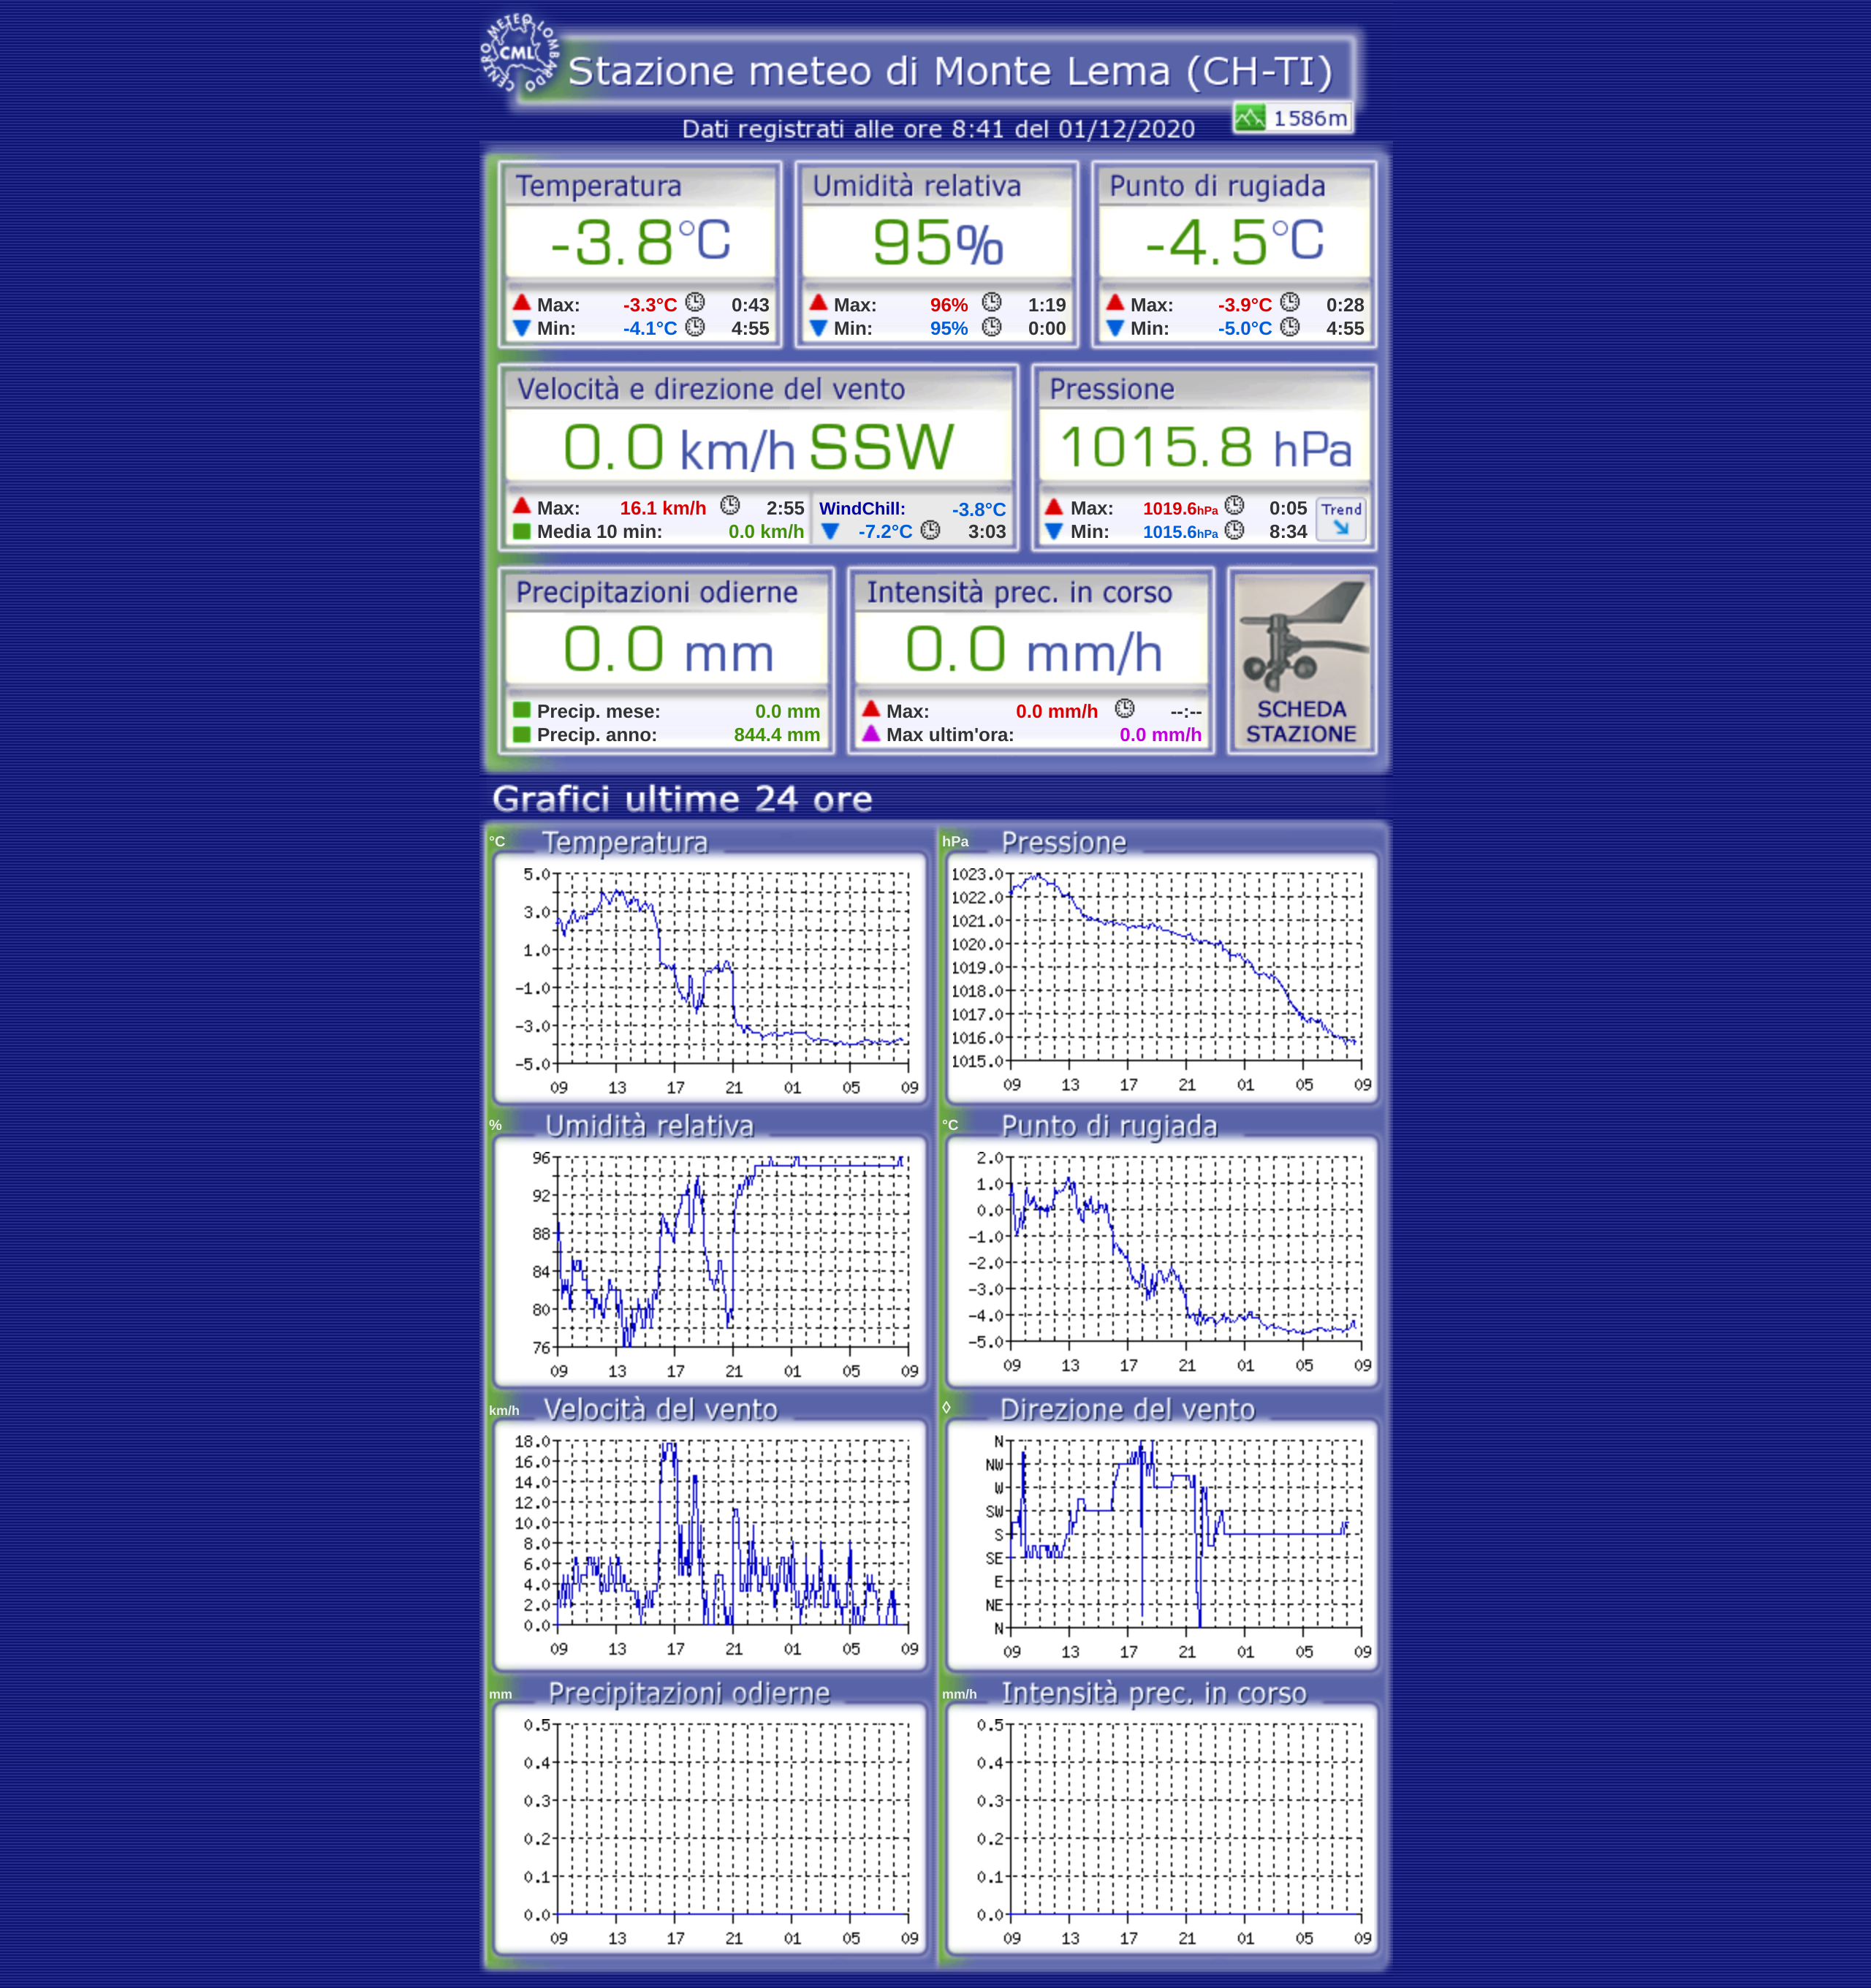 CENTRO METEO LOMBARDO
CML
Stazione meteo di Monte Lema (CH-TI)
1586m
Dati registrati alle ore 8:41 del 01/12/2020
Temperatura Umidità relativa Punto di rugiada
-3.8°C 95% -4.5°C
Max: -3.3°C 0:43 Max: 96% 1:19 Max: -3.9°C 0:28
Min: -4.1°C 4:55 Min: 95% 0:00 Min: -5.0°C 4:55
Velocità e direzione del vento Pressione
0.0 km/h SSW 1015.8 hPa
Max: 16.1 km/h 2:55 WindChill: -3.8°C Max: 1019.6hPa 0:05 Trend
Media 10 min: 0.0 km/h -7.2°C 3:03 Min: 1015.6hPa 8:34
Precipitazioni odierne Intensità prec. in corso
0.0 mm 0.0 mm/h
Precip. mese: 0.0 mm Max: 0.0 mm/h --:-- SCHEDA
Precip. anno: 844.4 mm Max ultim'ora: 0.0 mm/h STAZIONE
Grafici ultime 24 ore
°C Temperatura
5.0
3.0
1.0
-1.0
-3.0
-5.0
09 13 17 21 01 05 09
hPa Pressione
1023.0
1022.0
1021.0
1020.0
1019.0
1018.0
1017.0
1016.0
1015.0
09 13 17 21 01 05 09
% Umidità relativa
96
92
88
84
80
76
09 13 17 21 01 05 09
°C Punto di rugiada
2.0
1.0
0.0
-1.0
-2.0
-3.0
-4.0
-5.0
09 13 17 21 01 05 09
km/h Velocità del vento
18.0
16.0
14.0
12.0
10.0
8.0
6.0
4.0
2.0
0.0
09 13 17 21 01 05 09
◊ Direzione del vento
N
NW
W
SW
S
SE
E
NE
N
09 13 17 21 01 05 09
mm Precipitazioni odierne
0.5
0.4
0.3
0.2
0.1
0.0
09 13 17 21 01 05 09
mm/h Intensità prec. in corso
0.5
0.4
0.3
0.2
0.1
0.0
09 13 17 21 01 05 09